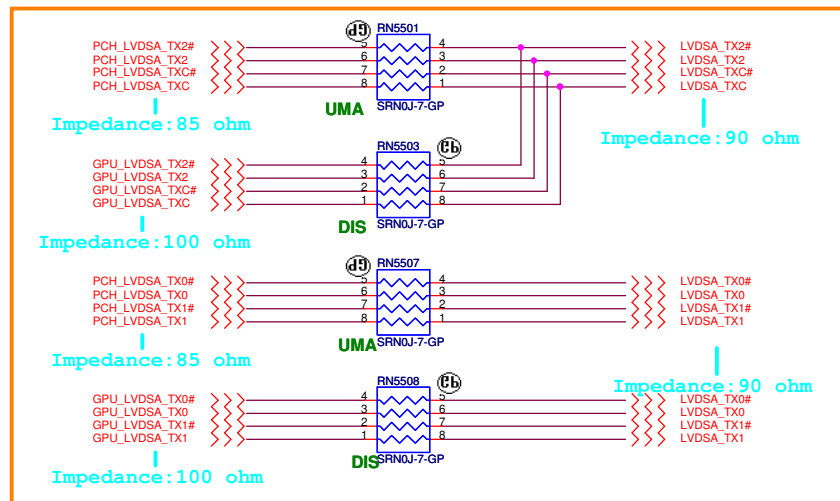 RN5501
GP
PCH_LVDSA_TX2# 5 4 LVDSA_TX2#
PCH_LVDSA_TX2 6 3 LVDSA_TX2
PCH_LVDSA_TXC# 7 2 LVDSA_TXC#
PCH_LVDSA_TXC 8 1 LVDSA_TXC
UMA SRN0J-7-GP
Impedance:85 ohm
Impedance:90 ohm
RN5503
GP
GPU_LVDSA_TX2# 4 5
GPU_LVDSA_TX2 3 6
GPU_LVDSA_TXC# 2 7
GPU_LVDSA_TXC 1 8
DIS SRN0J-7-GP
Impedance:100 ohm
RN5507
GP
PCH_LVDSA_TX0# 5 4 LVDSA_TX0#
PCH_LVDSA_TX0 6 3 LVDSA_TX0
PCH_LVDSA_TX1# 7 2 LVDSA_TX1#
PCH_LVDSA_TX1 8 1 LVDSA_TX1
UMA SRN0J-7-GP
Impedance:85 ohm
Impedance:90 ohm
RN5508
GP
GPU_LVDSA_TX0# 4 5 LVDSA_TX0#
GPU_LVDSA_TX0 3 6 LVDSA_TX0
GPU_LVDSA_TX1# 2 7 LVDSA_TX1#
GPU_LVDSA_TX1 1 8 LVDSA_TX1
DIS SRN0J-7-GP
Impedance:100 ohm